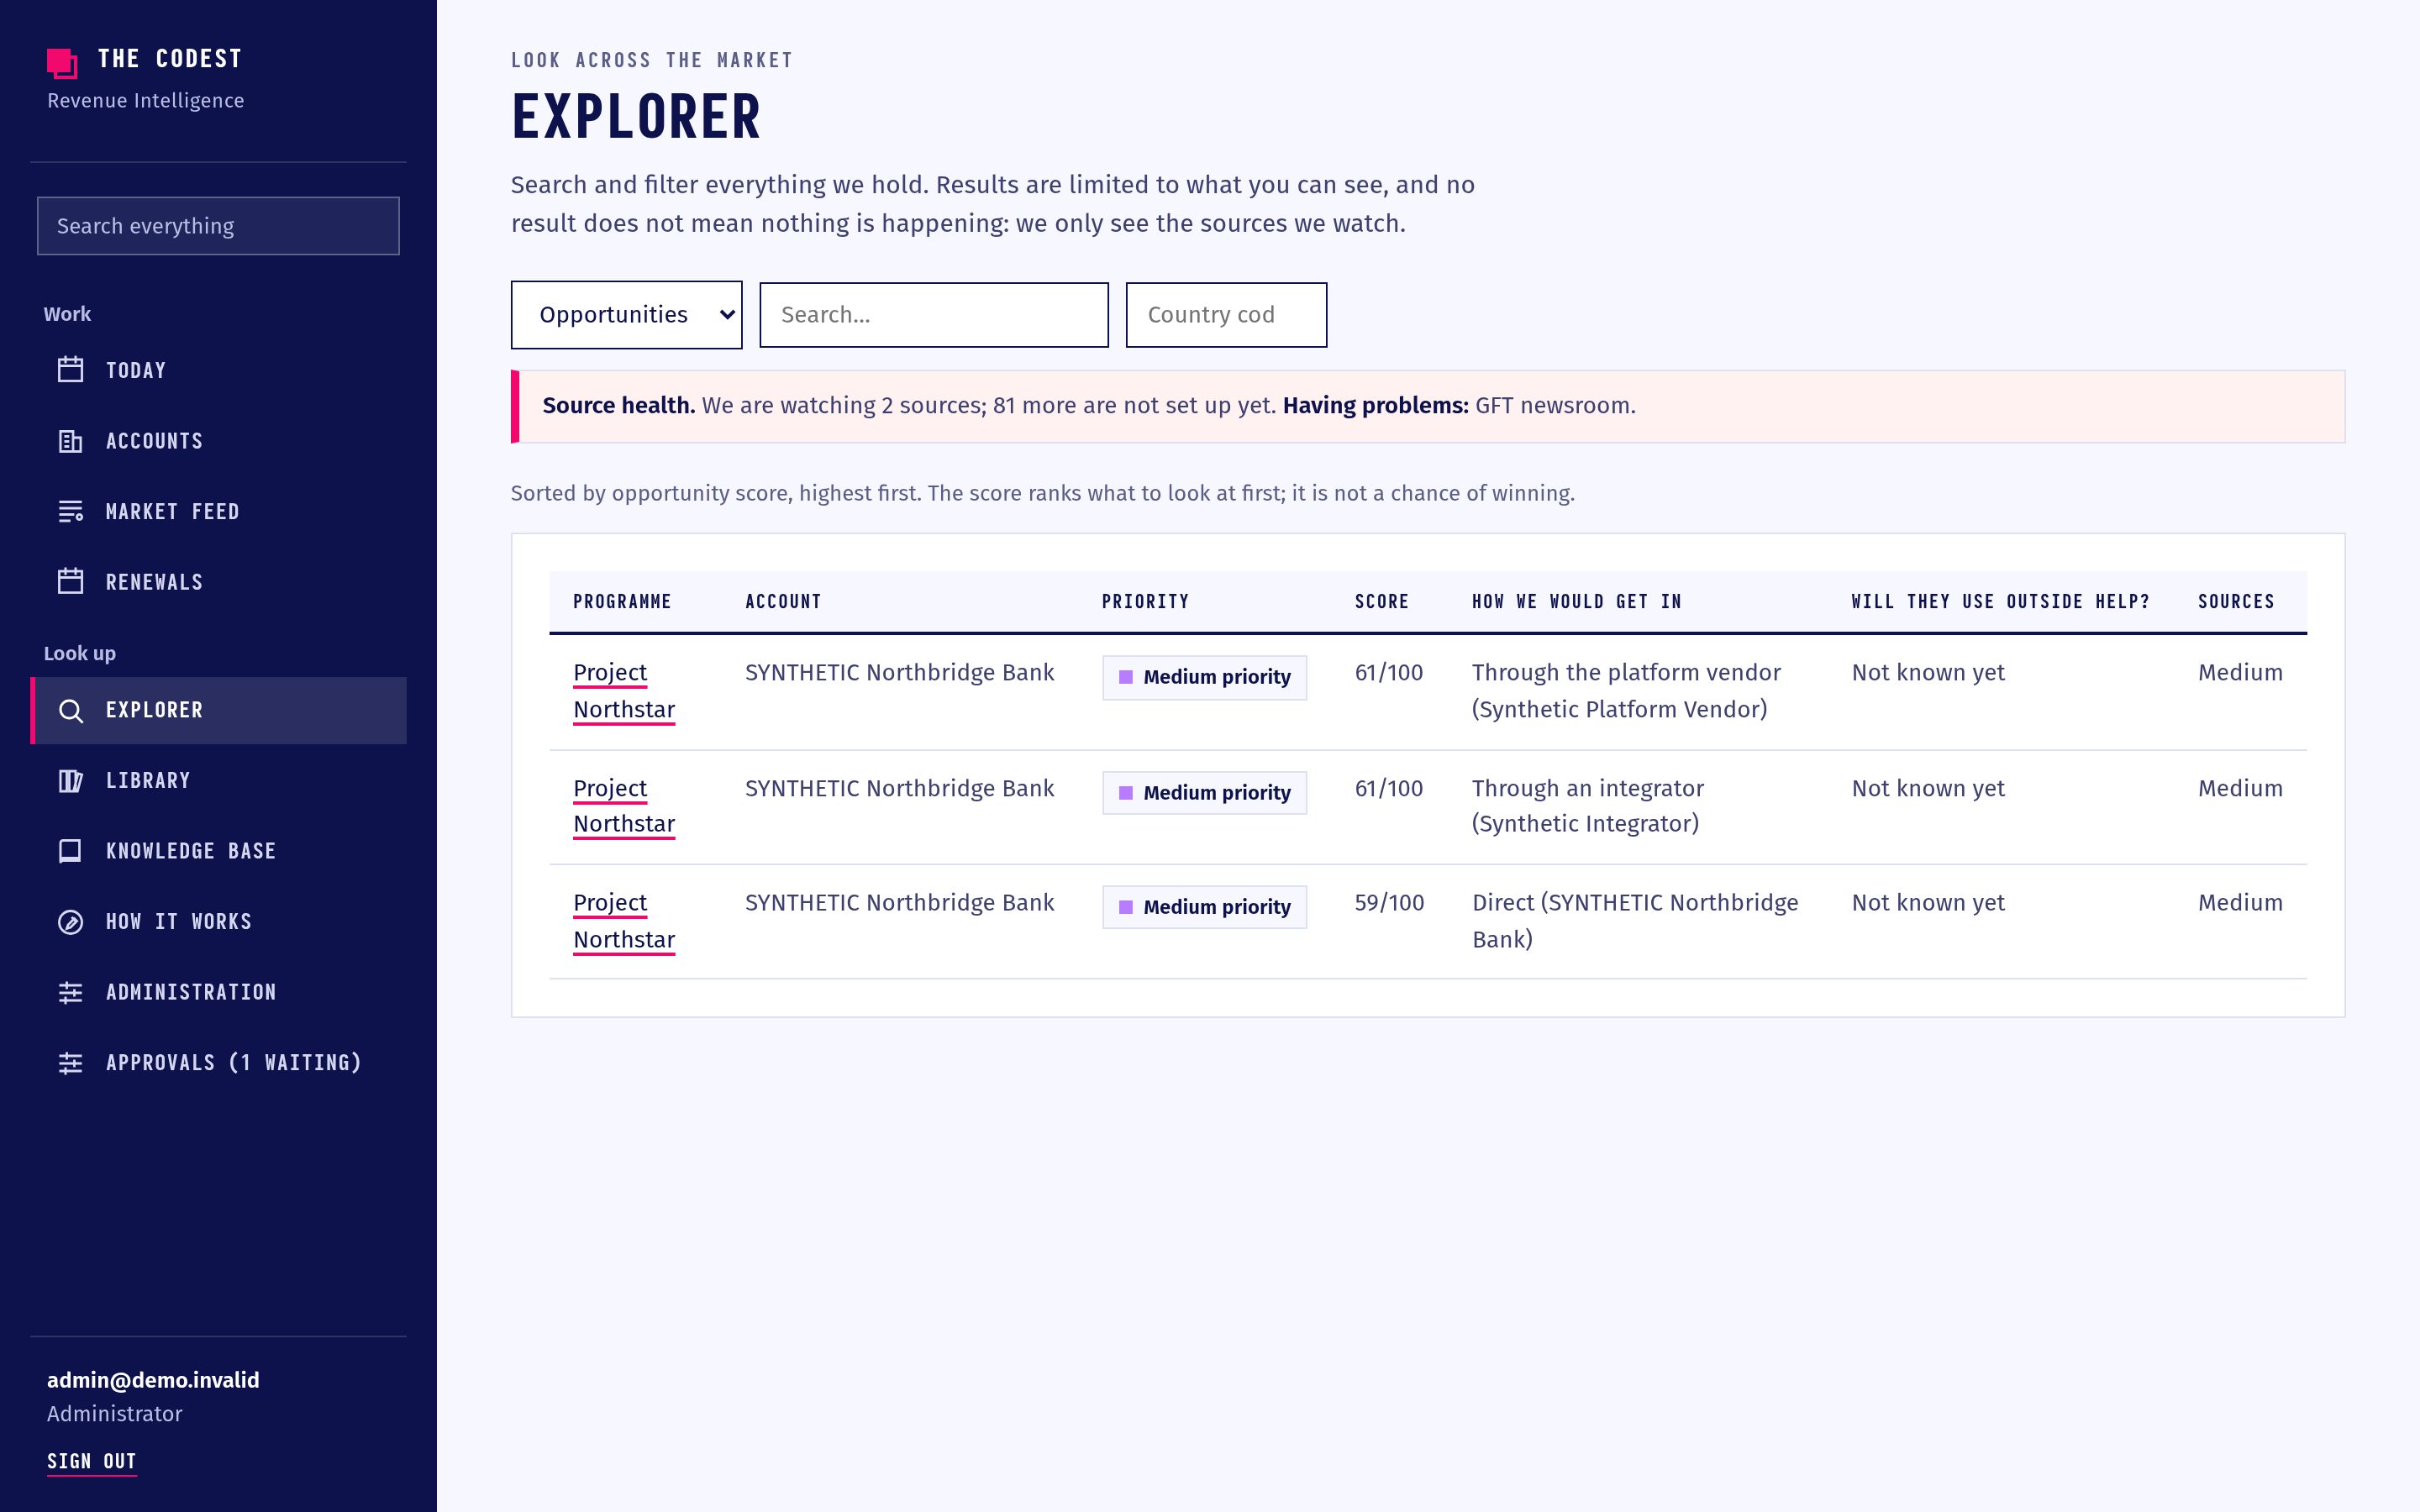 THE CODEST
Revenue Intelligence
Search everything
Work
TODAY
ACCOUNTS
MARKET FEED
RENEWALS
Look up
EXPLORER
LIBRARY
KNOWLEDGE BASE
HOW IT WORKS
ADMINISTRATION
APPROVALS (1 WAITING)
admin@demo.invalid
Administrator
SIGN OUT
LOOK ACROSS THE MARKET
EXPLORER
Search and filter everything we hold. Results are limited to what you can see, and no
result does not mean nothing is happening: we only see the sources we watch.
Opportunities Search... Country cod
Source health. We are watching 2 sources; 81 more are not set up yet. Having problems: GFT newsroom.
Sorted by opportunity score, highest first. The score ranks what to look at first; it is not a chance of winning.
PROGRAMME ACCOUNT PRIORITY SCORE HOW WE WOULD GET IN WILL THEY USE OUTSIDE HELP? SOURCES
Project SYNTHETIC Northbridge Bank Medium priority 61/100 Through the platform vendor Not known yet Medium
Northstar (Synthetic Platform Vendor)
Project SYNTHETIC Northbridge Bank Medium priority 61/100 Through an integrator Not known yet Medium
Northstar (Synthetic Integrator)
Project SYNTHETIC Northbridge Bank Medium priority 59/100 Direct (SYNTHETIC Northbridge Not known yet Medium
Northstar Bank)